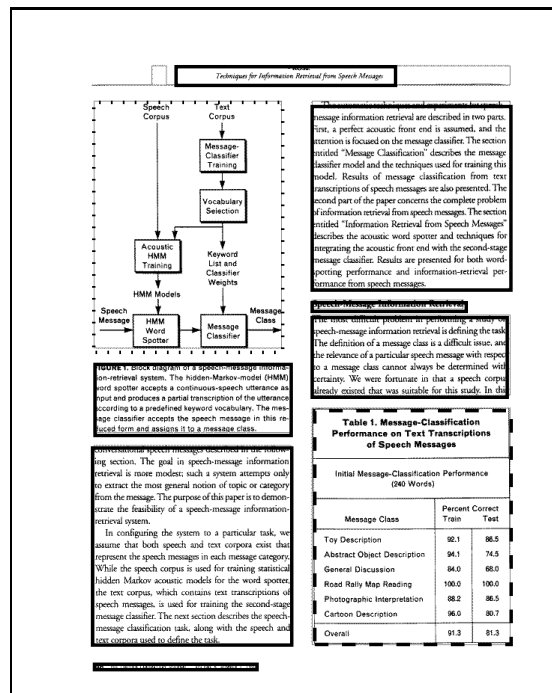 Techniques for Information Retrieval from Speech Messages
Speech
Corpus
Text
Corpus
Message-
Classifier
Training
Vocabulary
Selection
Acoustic
HMM
Training
Keyword
List and
Classifier
Weights
HMM Models
Speech
Message
HMM
Word
Spotter
Message
Classifier
Message
Class
FIGURE 1. Block diagram of a speech-message informa-
ion-retrieval system. The hidden-Markov-model (HMM)
word spotter accepts a continuous-speech utterance as
input and produces a partial transcription of the utterance
according to a predefined keyword vocabulary. The mes-
sage classifier accepts the speech message in this re-
duced form and assigns it to a message class.
conversational speech messages described in the follow-
ing section. The goal in speech-message information
retrieval is more modest; such a system attempts only
to extract the most general notion of topic or category
from the message. The purpose of this paper is to demon-
strate the feasibility of a speech-message information-
retrieval system.
In configuring the system to a particular task, we
assume that both speech and text corpora exist that
represent the speech messages in each message category.
While the speech corpus is used for training statistical
hidden Markov acoustic models for the word spotter,
the text corpus, which contains text transcriptions of
speech messages, is used for training the second-stage
message classifier. The next section describes the speech-
message classification task, along with the speech and
text corpora used to define the task.
message information retrieval are described in two parts.
First, a perfect acoustic front end is assumed, and the
attention is focused on the message classifier. The section
entitled "Message Classification" describes the message
classifier model and the techniques used for training this
model. Results of message classification from text
transcriptions of speech messages are also presented. The
second part of the paper concerns the complete problem
of information retrieval from speech messages. The section
entitled "Information Retrieval from Speech Messages"
describes the acoustic word spotter and techniques for
integrating the acoustic front end with the second-stage
message classifier. Results are presented for both word-
spotting performance and information-retrieval per-
formance from speech messages.
Speech-Message Information Retrieval
The most difficult problem in performing a study of
speech-message information retrieval is defining the task.
The definition of a message class is a difficult issue, and
the relevance of a particular speech message with respect
to a message class cannot always be determined with
certainty. We were fortunate in that a speech corpus
already existed that was suitable for this study. In this
Table 1. Message-Classification
Performance on Text Transcriptions
of Speech Messages
Initial Message-Classification Performance
(240 Words)
Percent Correct
Message Class Train Test
Toy Description 92.1 86.5
Abstract Object Description 94.1 74.5
General Discussion 84.0 68.0
Road Rally Map Reading 100.0 100.0
Photographic Interpretation 88.2 86.5
Cartoon Description 96.0 80.7
Overall 91.3 81.3